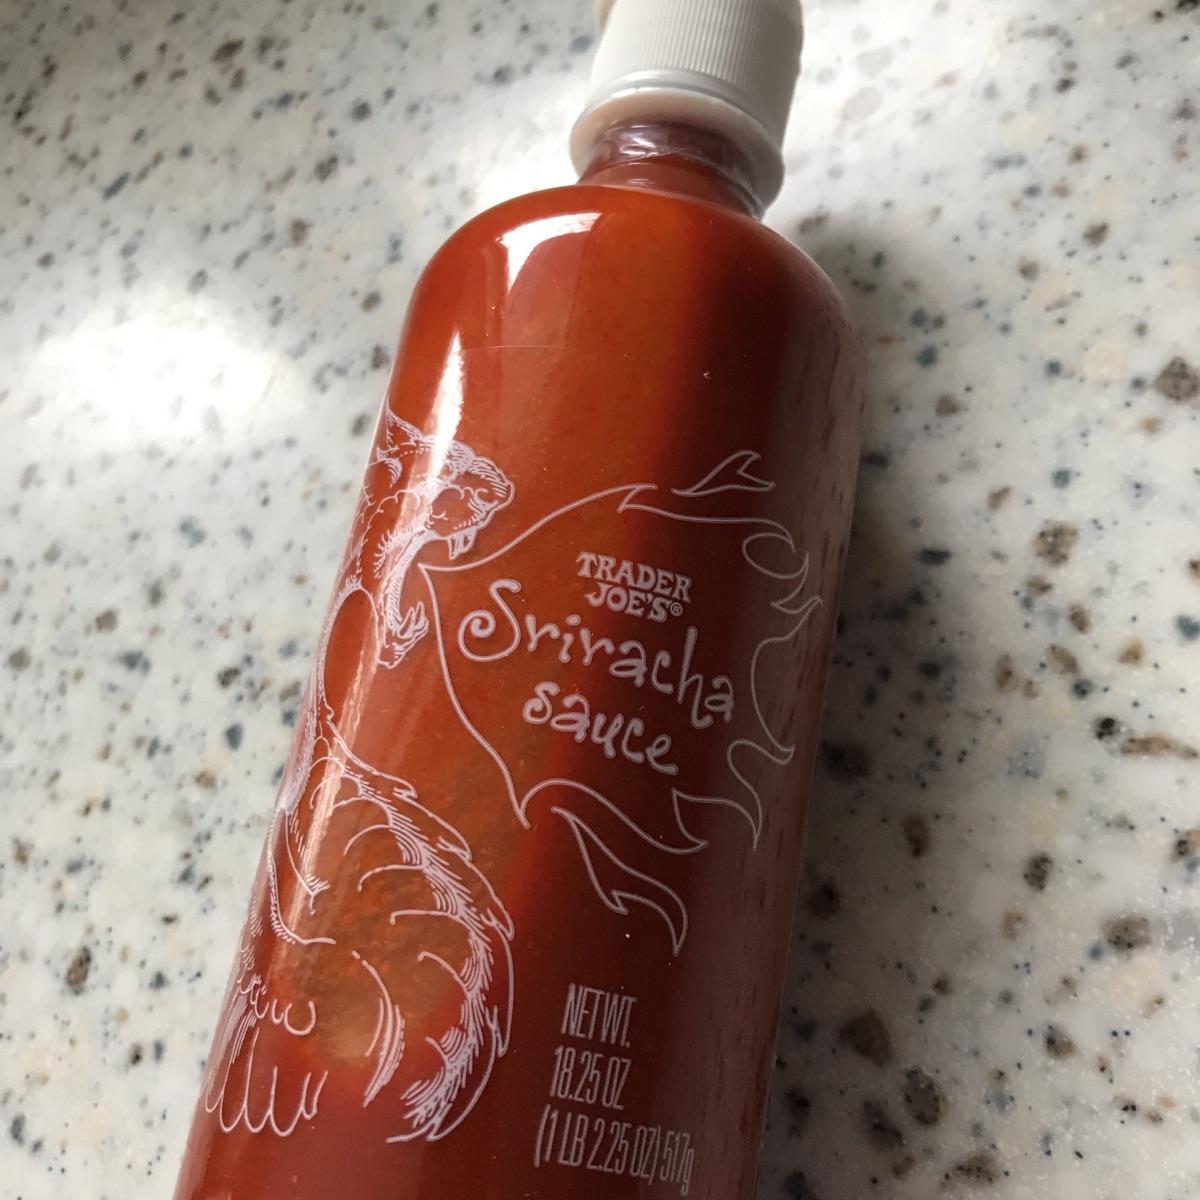 TRADER
JOE'S®
Sriracha
sauce
NET WT.
18.25 OZ
(1 LB 2.25 OZ) 517g